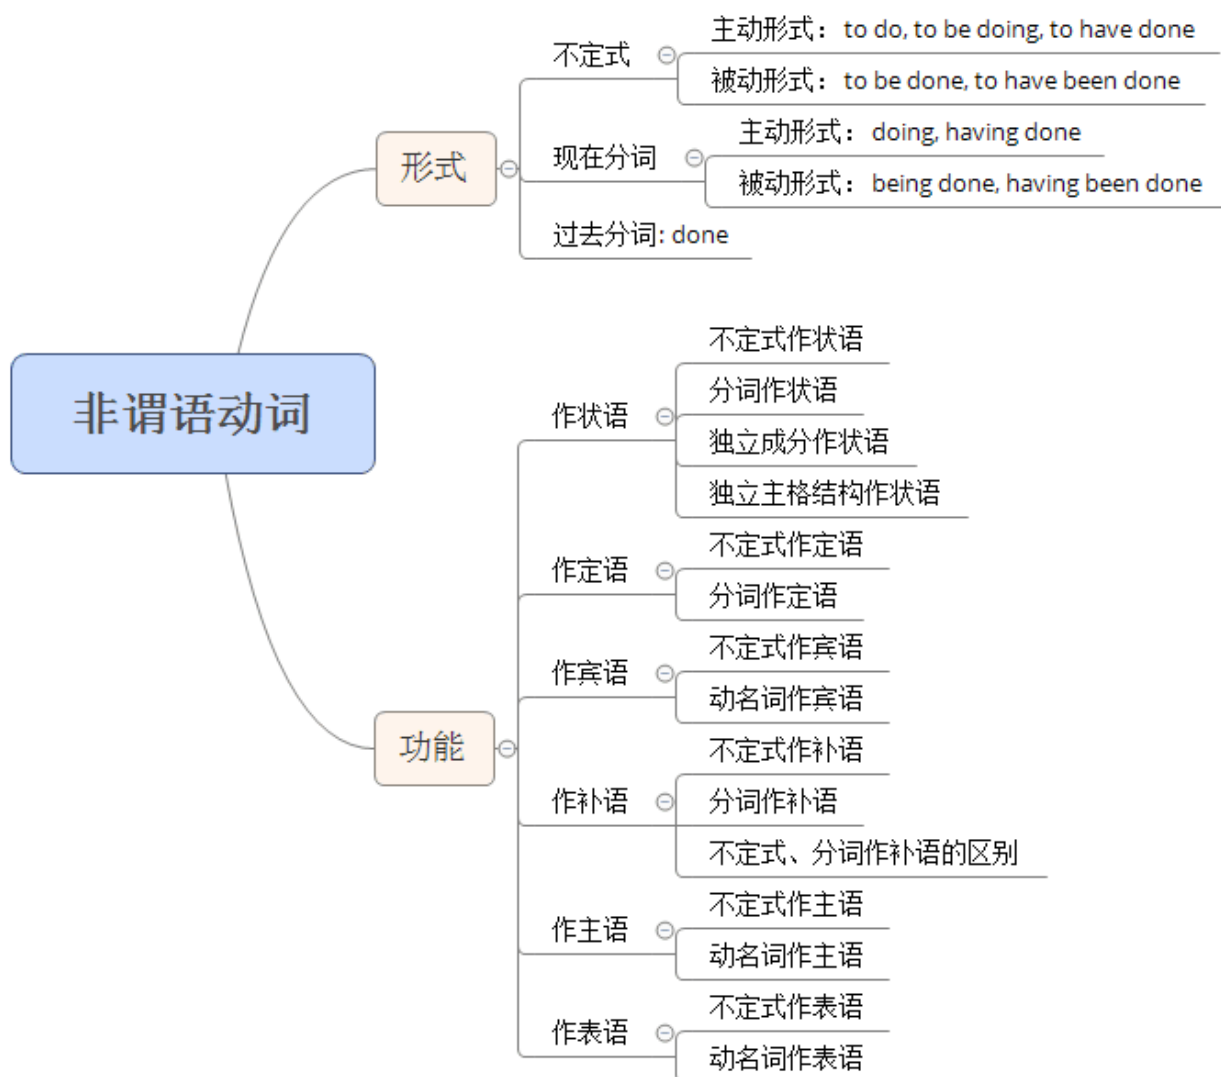 非谓语动词
形式
不定式
主动形式：to do, to be doing, to have done
被动形式：to be done, to have been done
现在分词
主动形式：doing, having done
被动形式：being done, having been done
过去分词: done
功能
作状语
不定式作状语
分词作状语
独立成分作状语
独立主格结构作状语
作定语
不定式作定语
分词作定语
作宾语
不定式作宾语
动名词作宾语
作补语
不定式作补语
分词作补语
不定式、分词作补语的区别
作主语
不定式作主语
动名词作主语
作表语
不定式作表语
动名词作表语